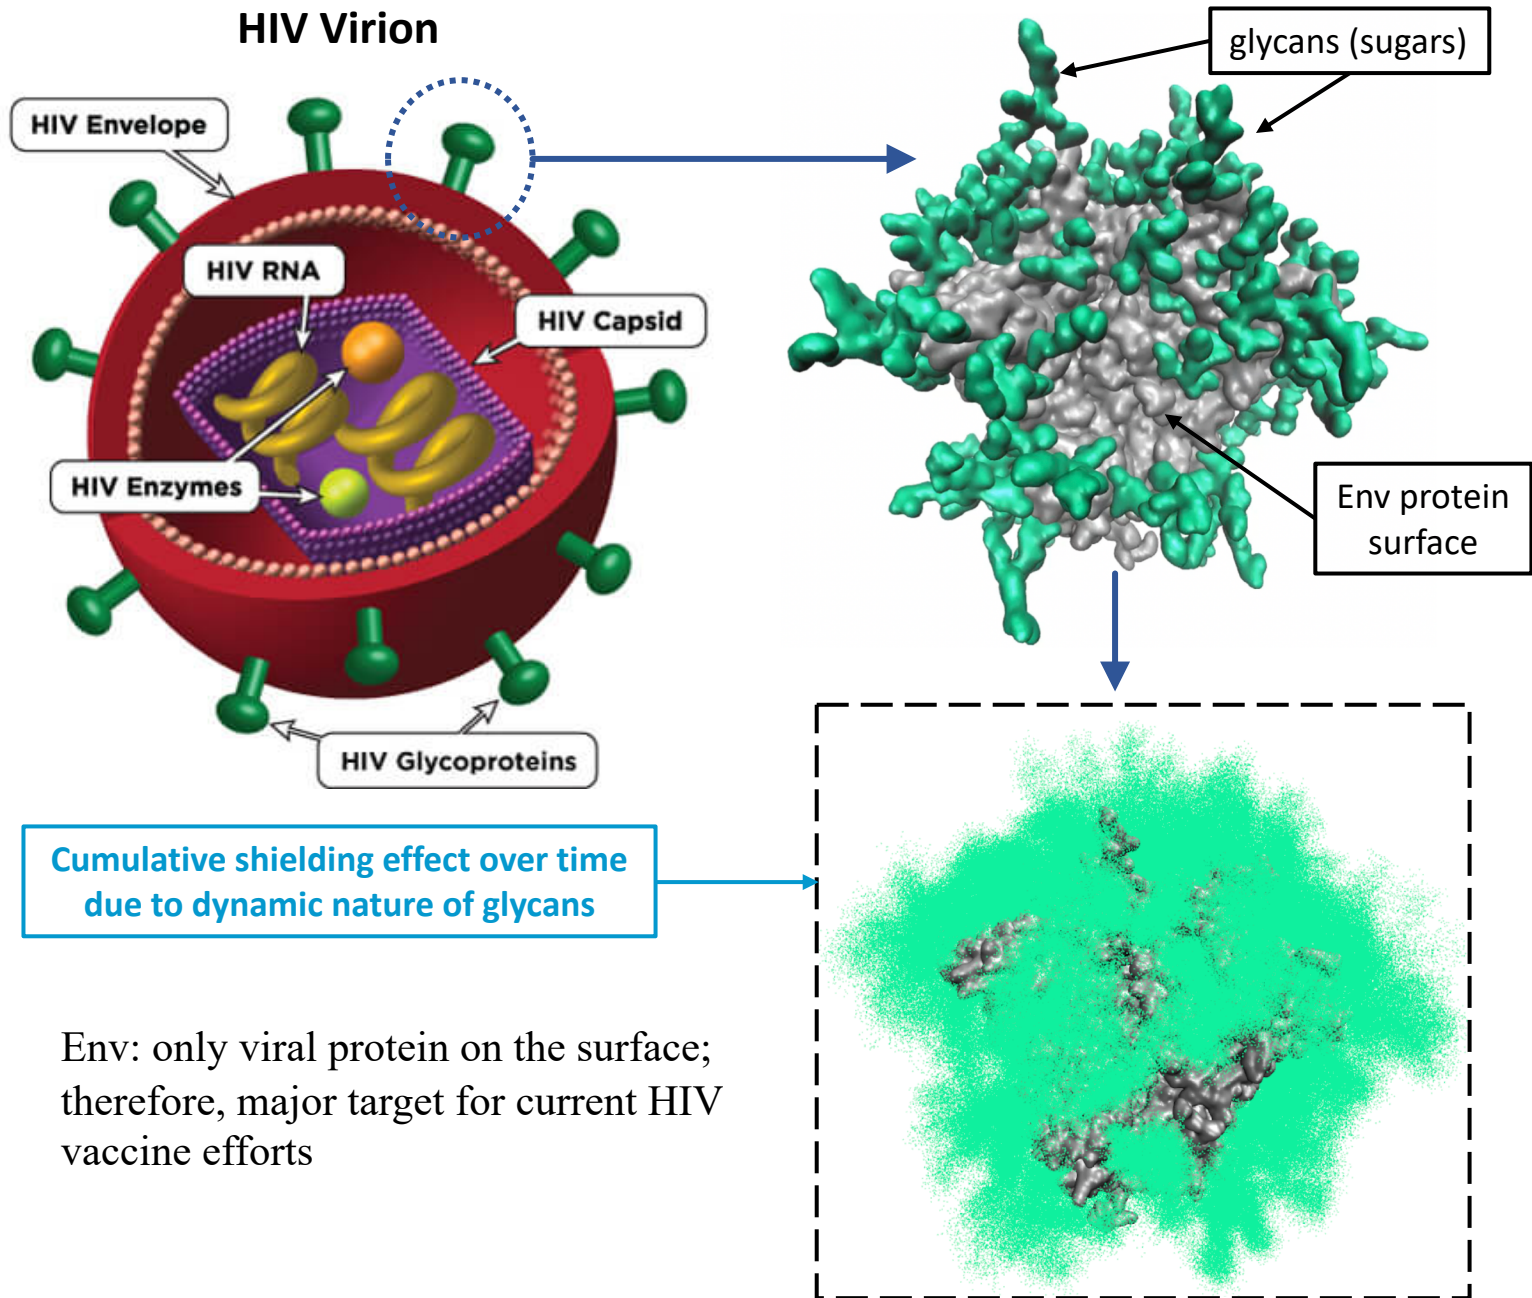 HIV Virion
HIV Envelope
HIV RNA
HIV Capsid
HIV Enzymes
HIV Glycoproteins
glycans (sugars)
Env protein
surface
Cumulative shielding effect over time
due to dynamic nature of glycans
Env: only viral protein on the surface;
therefore, major target for current HIV
vaccine efforts